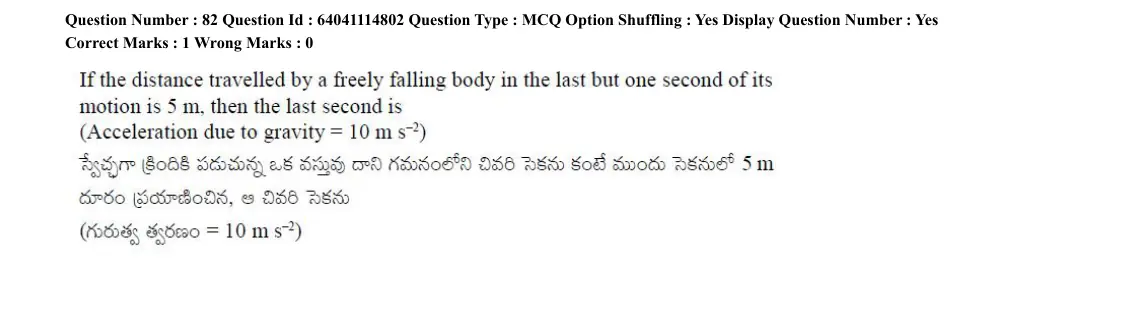 Question Number : 82 Question Id : 64041114802 Question Type : MCQ Option Shuffling : Yes Display Question Number : Yes
Correct Marks : 1 Wrong Marks : 0
If the distance travelled by a freely falling body in the last but one second of its
motion is 5 m, then the last second is
(Acceleration due to gravity = 10 m s⁻²)
స్వేచ్ఛగా క్రిందికి పడుచున్న ఒక వస్తువు దాని గమనంలోని చివరి సెకను కంటే ముందు సెకనులో 5 m
దూరం ప్రయాణించిన, ఆ చివరి సెకను
(గురుత్వ త్వరణం = 10 m s⁻²)